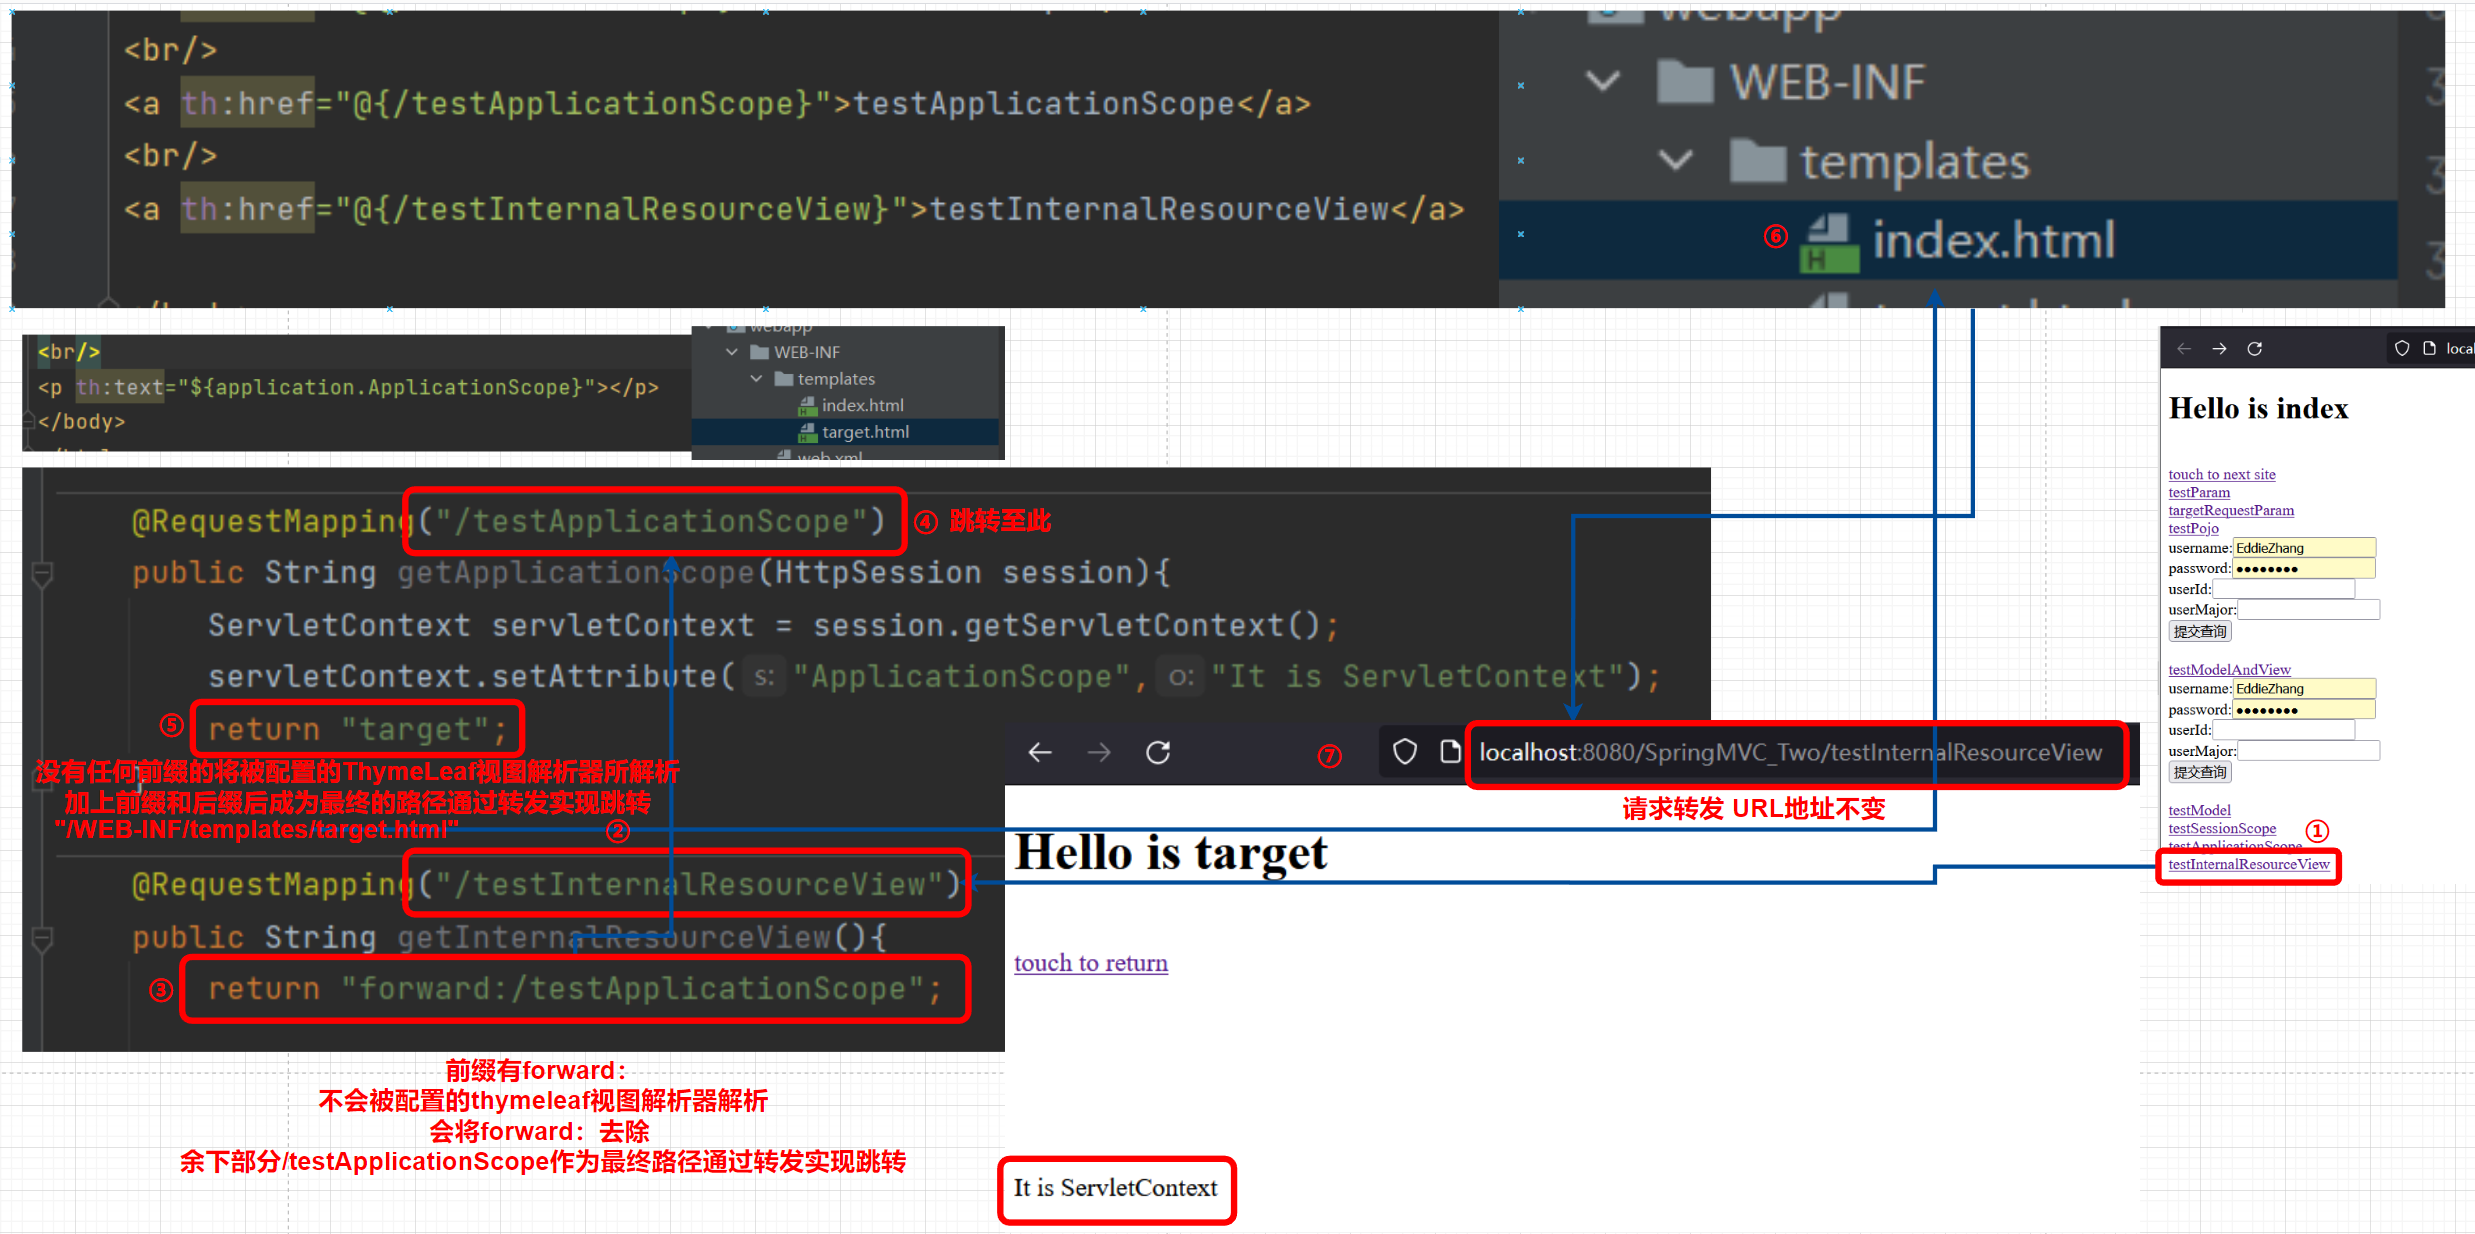 <br/>
<a th:href="@{/testApplicationScope}">testApplicationScope</a>
<br/>
<a th:href="@{/testInternalResourceView}">testInternalResourceView</a>
webapp
WEB-INF
templates
⑥ index.html
<br/>
<p th:text="${application.ApplicationScope}"></p>
</body>
webapp
WEB-INF
templates
index.html
target.html
web.xml
@RequestMapping("/testApplicationScope") ④ 跳转至此
public String getApplicationScope(HttpSession session){
ServletContext servletContext = session.getServletContext();
servletContext.setAttribute( s: "ApplicationScope", o: "It is ServletContext");
⑤ return "target";
没有任何前缀的将被配置的ThymeLeaf视图解析器所解析
}
加上前缀和后缀后成为最终的路径通过转发实现跳转
"/WEB-INF/templates/target.html" ②
@RequestMapping("/testInternalResourceView")
public String getInternalResourceView(){
③ return "forward:/testApplicationScope";
前缀有forward：
不会被配置的thymeleaf视图解析器解析
会将forward：去除
余下部分/testApplicationScope作为最终路径通过转发实现跳转
⑦ localhost:8080/SpringMVC_Two/testInternalResourceView
请求转发 URL地址不变
Hello is target
touch to return
It is ServletContext
local
Hello is index
touch to next site
testParam
targetRequestParam
testPojo
username: EddieZhang
password: ●●●●●●●●
userId:
userMajor:
提交查询
testModelAndView
username: EddieZhang
password: ●●●●●●●●
userId:
userMajor:
提交查询
testModel
testSessionScope ①
testApplicationScope
testInternalResourceView